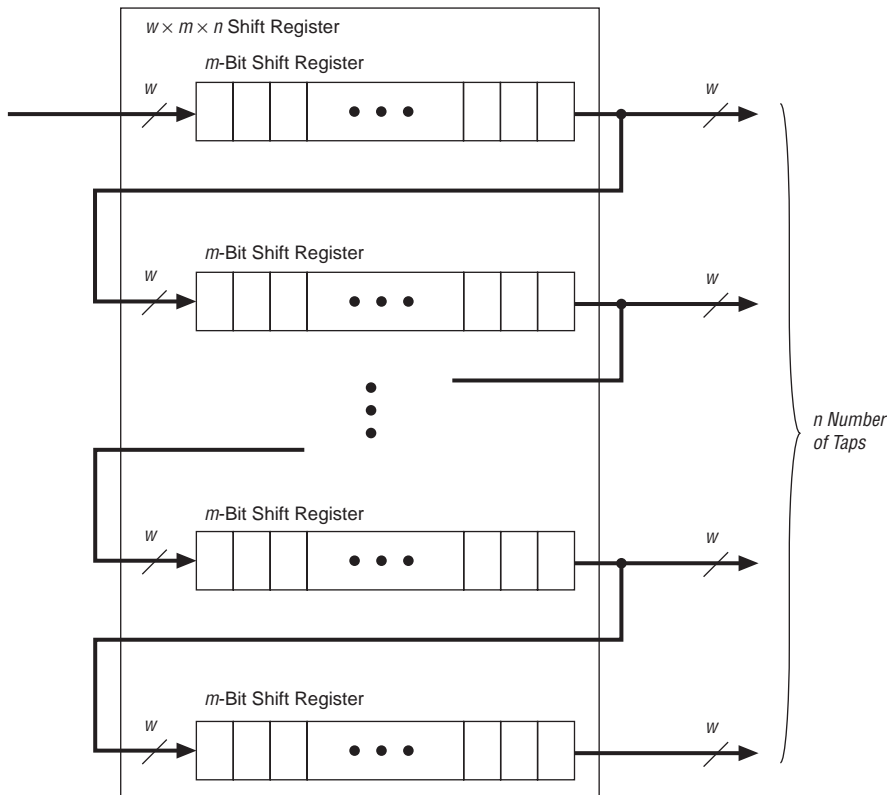 w × m × n Shift Register
m-Bit Shift Register
w
w
m-Bit Shift Register
w
w
n Number
of Taps
m-Bit Shift Register
w
w
m-Bit Shift Register
w
w